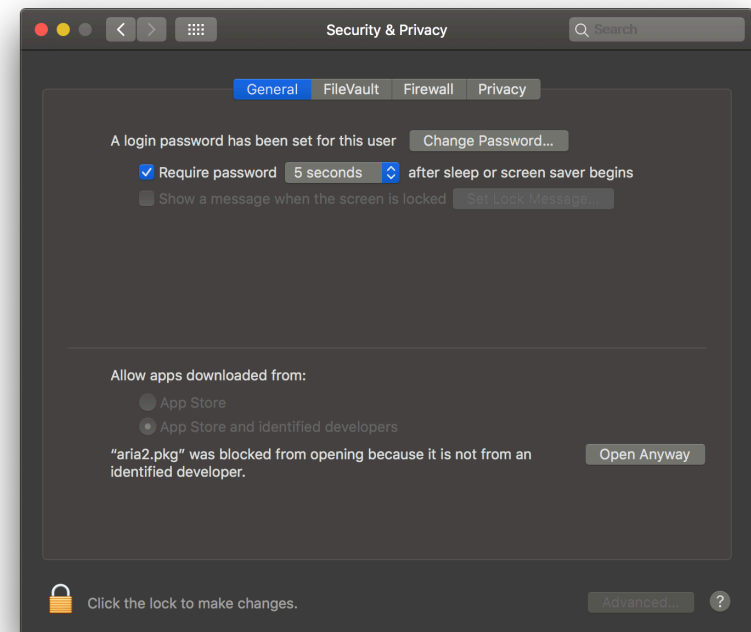 Security & Privacy
Search
General FileVault Firewall Privacy
A login password has been set for this user Change Password...
Require password 5 seconds after sleep or screen saver begins
Show a message when the screen is locked Set Lock Message...
Allow apps downloaded from:
App Store
App Store and identified developers
“aria2.pkg” was blocked from opening because it is not from an Open Anyway
identified developer.
Click the lock to make changes. Advanced... ?